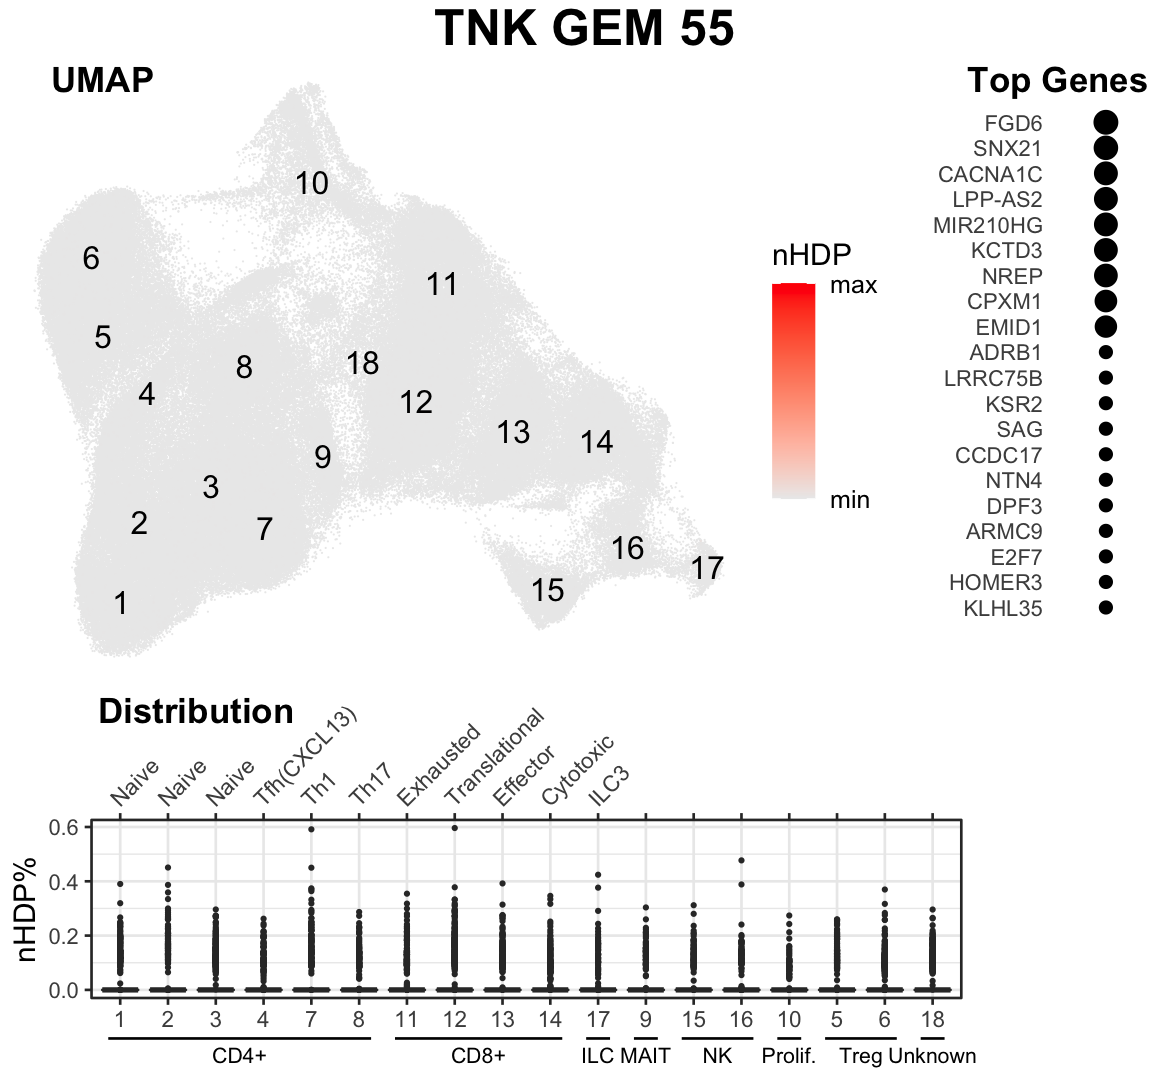 TNK GEM 55
UMAP
10
6
11
5
8
18
4
12
13
14
9
3
2
7
16
17
15
1
nHDP
max
min
Top Genes
FGD6
SNX21
CACNA1C
LPP-AS2
MIR210HG
KCTD3
NREP
CPXM1
EMID1
ADRB1
LRRC75B
KSR2
SAG
CCDC17
NTN4
DPF3
ARMC9
E2F7
HOMER3
KLHL35
Distribution
Naive
Naive
Naive
Tfh(CXCL13)
Th1
Th17
Exhausted
Translational
Effector
Cytotoxic
ILC3
nHDP%
0.6
0.4
0.2
0.0
1 2 3 4 7 8 11 12 13 14 17 9 15 16 10 5 6 18
CD4+ CD8+ ILC MAIT NK Prolif. Treg Unknown